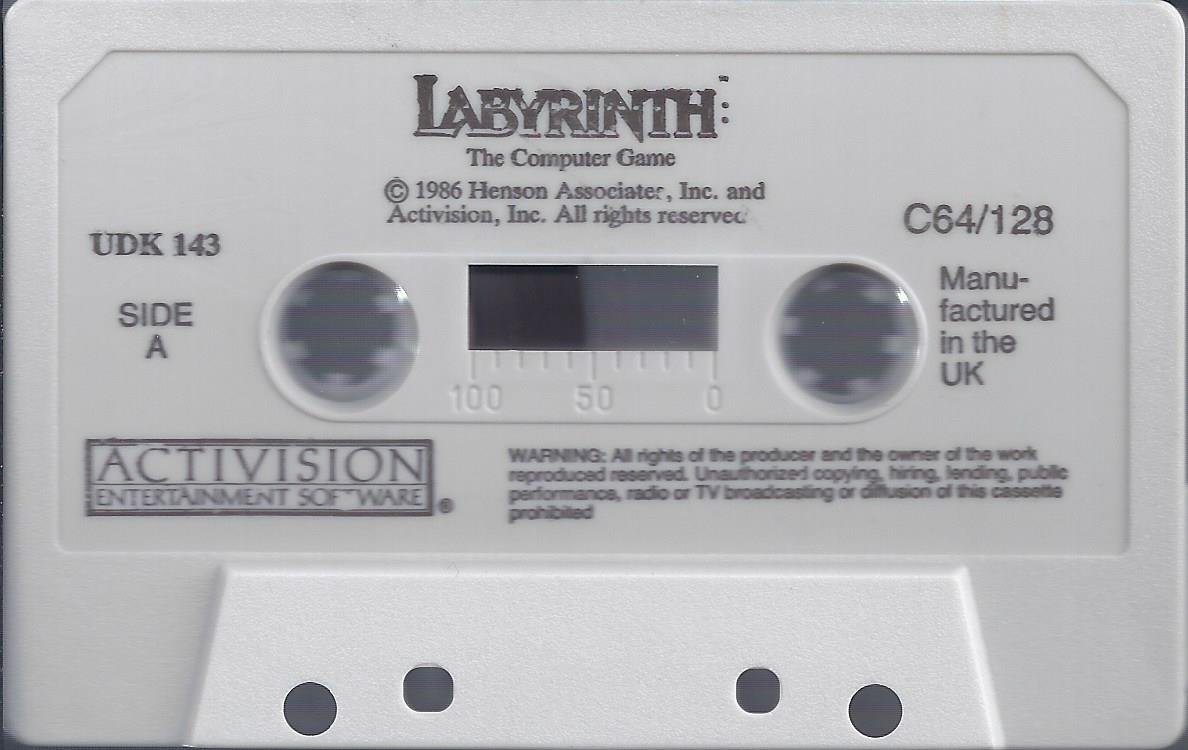 LABYRINTH™:
The Computer Game
© 1986 Henson Associater, Inc. and
Activision, Inc. All rights reserved
UDK 143
C64/128
SIDE
A
Manu-
factured
in the
UK
100 50 0
ACTIVISION
ENTERTAINMENT SOFTWARE®
WARNING: All rights of the producer and the owner of the work
reproduced reserved. Unauthorized copying, hiring, lending, public
performance, radio or TV broadcasting or diffusion of this cassette
prohibited